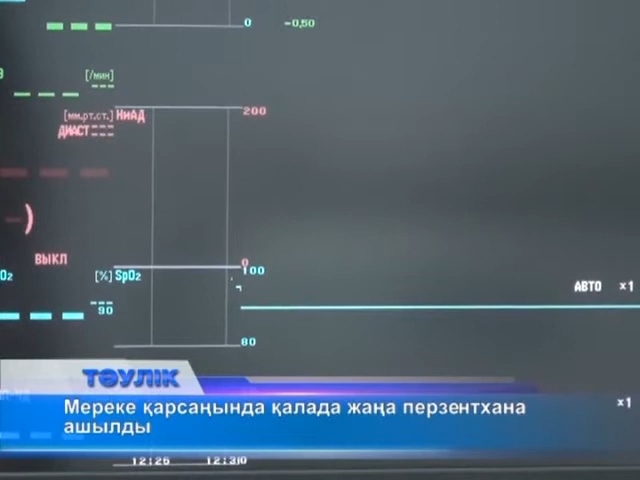 0 -0,50
[/мин]
200
[мм.рт.ст.] НиАД
ДИАСТ
)
ВЫКЛ
0
100
[%] SpO₂
АВТО x1
90
80
ТӘУЛІК
Мереке қарсаңында қалада жаңа перзентхана
ашылды
x1
12:25 12:30